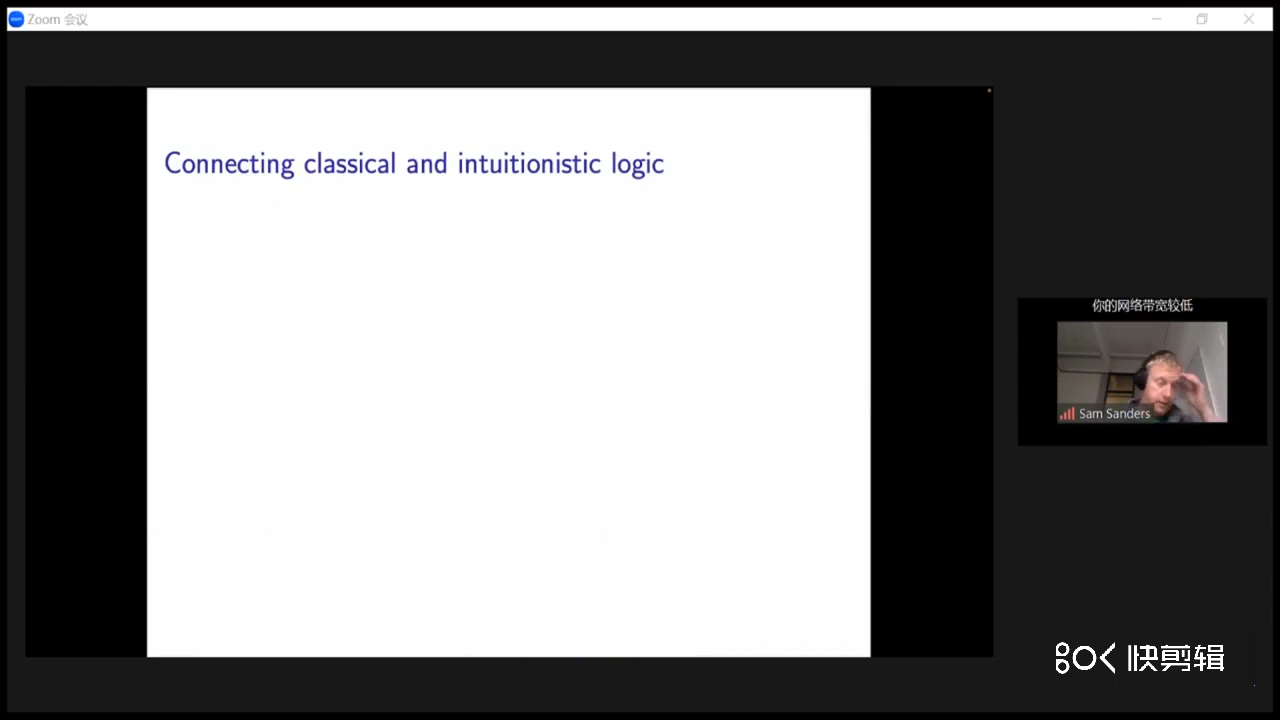 zoom
Zoom 会议
Connecting classical and intuitionistic logic
你的网络带宽较低
Sam Sanders
快剪辑